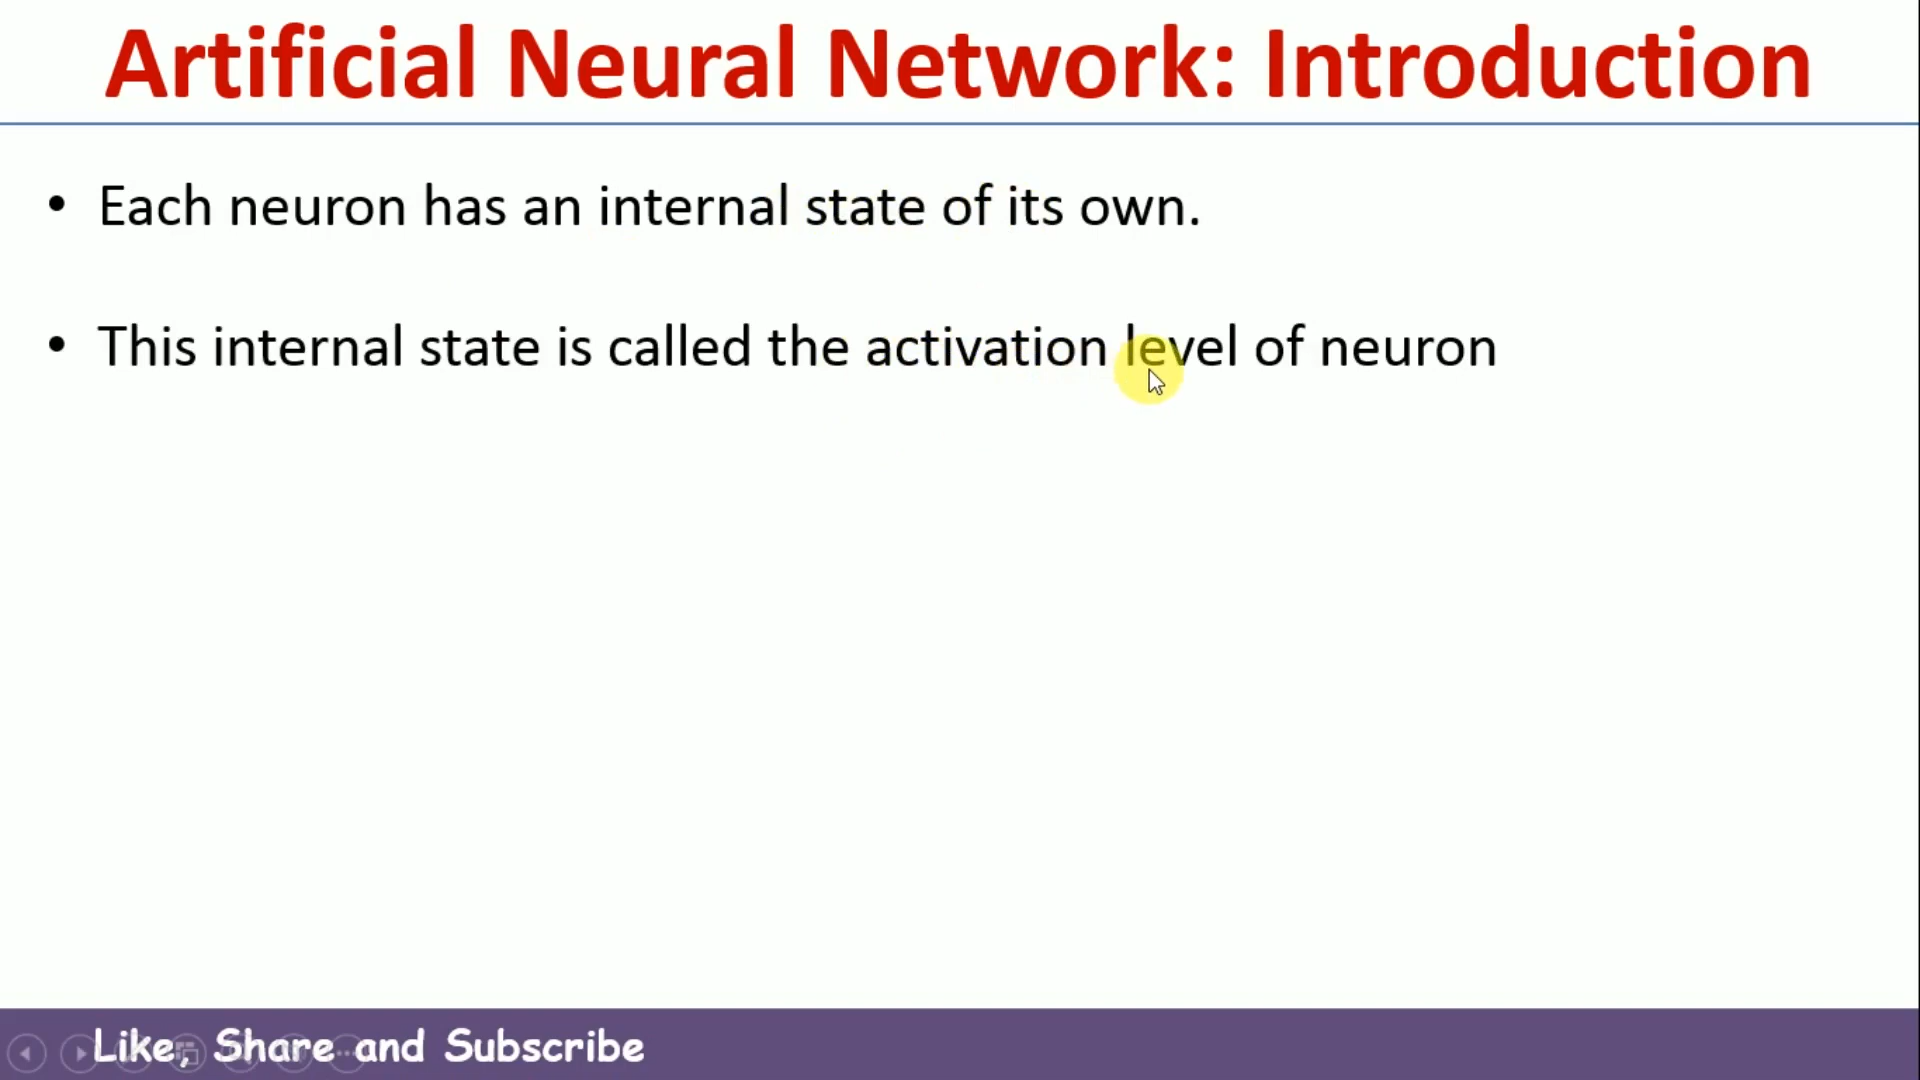 Artificial Neural Network: Introduction
• Each neuron has an internal state of its own.
• This internal state is called the activation level of neuron
Like, Share and Subscribe